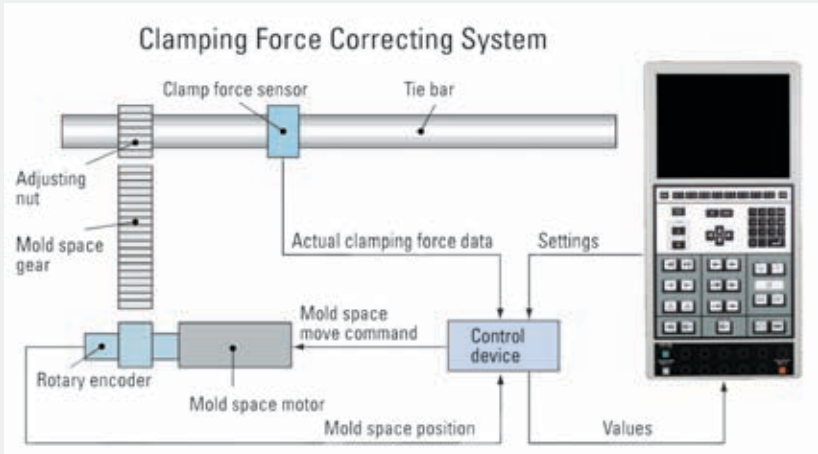 Clamping Force Correcting System
Clamp force sensor
Tie bar
Adjusting
nut
Mold space
gear
Actual clamping force data
Settings
Mold space
move command
Control
device
Rotary encoder
Mold space motor
Mold space position
Values